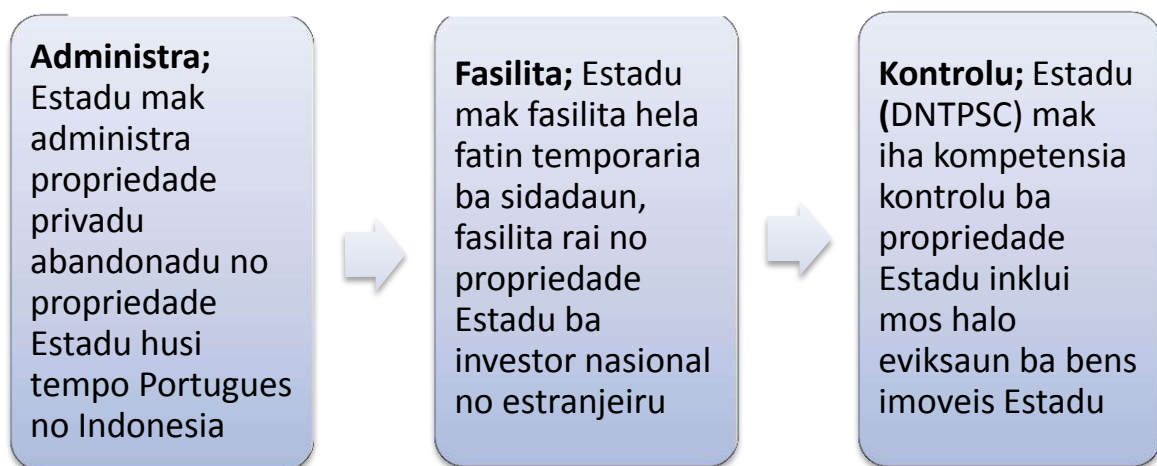 Administra;
Estadu mak
administra
propriedade
privadu
abandonadu no
propriedade
Estadu husi
tempo Portugues
no Indonesia
Fasilita; Estadu
mak fasilita hela
fatin temporaria
ba sidadaun,
fasilita rai no
propriedade
Estadu ba
investor nasional
no estranjeiru
Kontrolu; Estadu
(DNTPSC) mak
iha kompetensia
kontrolu ba
propriedade
Estadu inklui
mos halo
eviksaun ba bens
imoveis Estadu